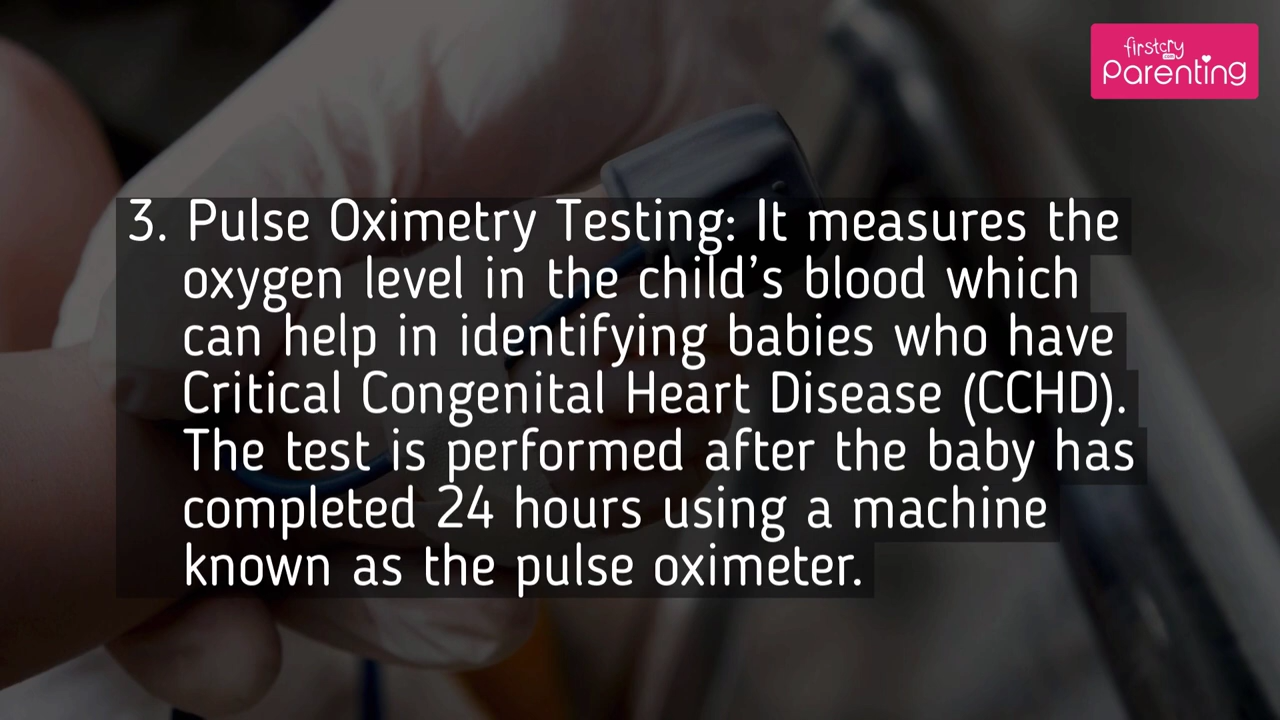 firstcry
.com
Parenting
3. Pulse Oximetry Testing: It measures the
oxygen level in the child’s blood which
can help in identifying babies who have
Critical Congenital Heart Disease (CCHD).
The test is performed after the baby has
completed 24 hours using a machine
known as the pulse oximeter.